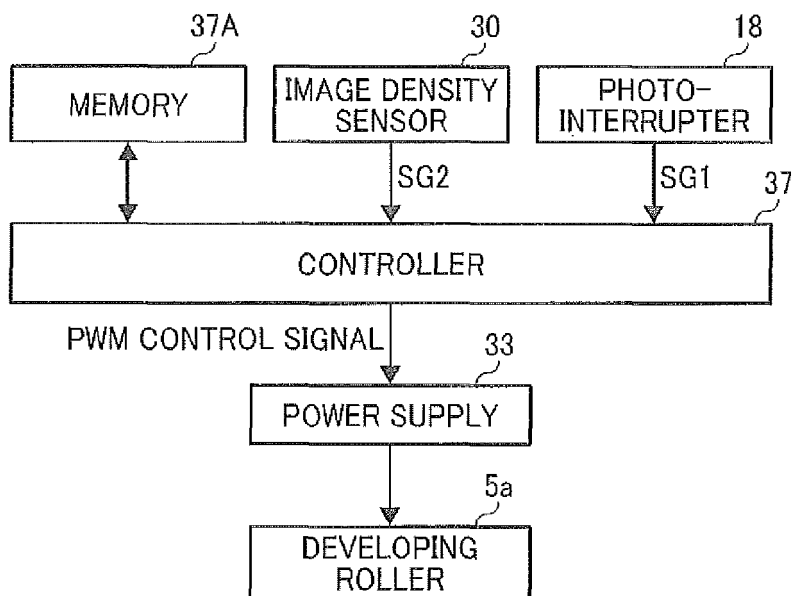 37A
30
18
MEMORY
IMAGE DENSITY
SENSOR
PHOTO-
INTERRUPTER
SG2
SG1
37
CONTROLLER
PWM CONTROL SIGNAL
33
POWER SUPPLY
5a
DEVELOPING
ROLLER